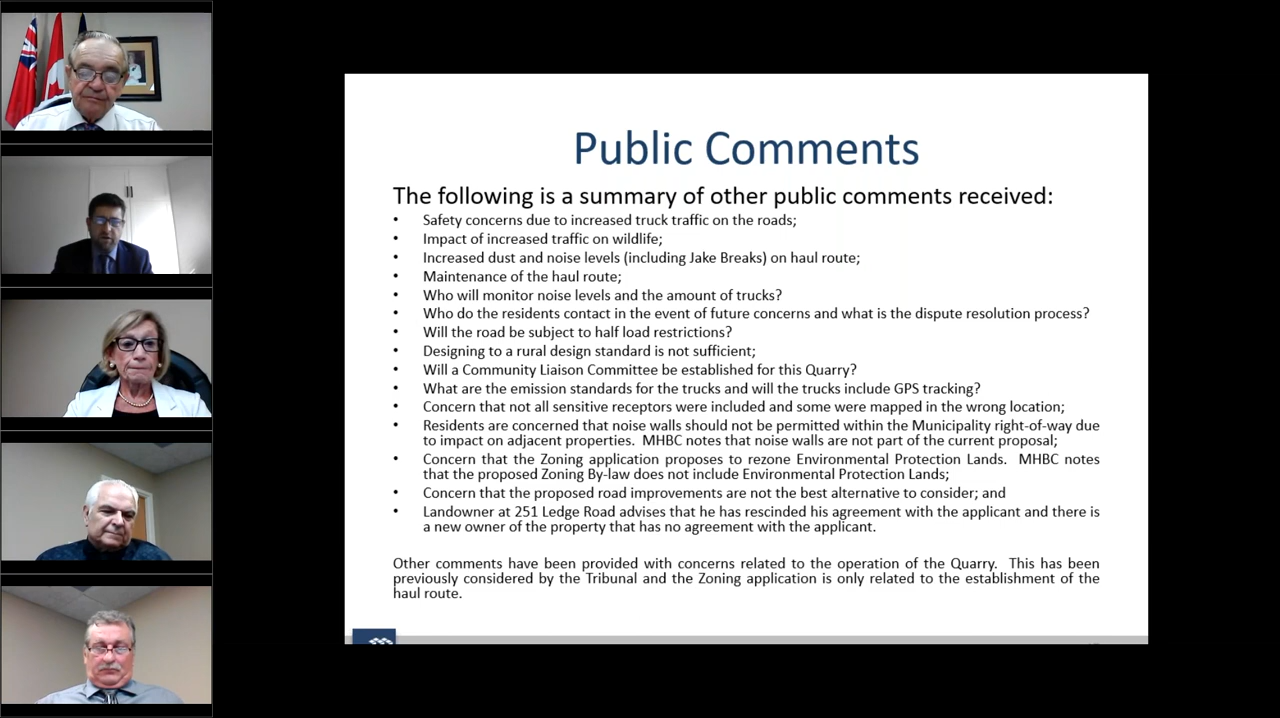 Public Comments
The following is a summary of other public comments received:
• Safety concerns due to increased truck traffic on the roads;
• Impact of increased traffic on wildlife;
• Increased dust and noise levels (including Jake Breaks) on haul route;
• Maintenance of the haul route;
• Who will monitor noise levels and the amount of trucks?
• Who do the residents contact in the event of future concerns and what is the dispute resolution process?
• Will the road be subject to half load restrictions?
• Designing to a rural design standard is not sufficient;
• Will a Community Liaison Committee be established for this Quarry?
• What are the emission standards for the trucks and will the trucks include GPS tracking?
• Concern that not all sensitive receptors were included and some were mapped in the wrong location;
• Residents are concerned that noise walls should not be permitted within the Municipality right-of-way due
to impact on adjacent properties. MHBC notes that noise walls are not part of the current proposal;
• Concern that the Zoning application proposes to rezone Environmental Protection Lands. MHBC notes
that the proposed Zoning By-law does not include Environmental Protection Lands;
• Concern that the proposed road improvements are not the best alternative to consider; and
• Landowner at 251 Ledge Road advises that he has rescinded his agreement with the applicant and there is
a new owner of the property that has no agreement with the applicant.
Other comments have been provided with concerns related to the operation of the Quarry. This has been
previously considered by the Tribunal and the Zoning application is only related to the establishment of the
haul route.